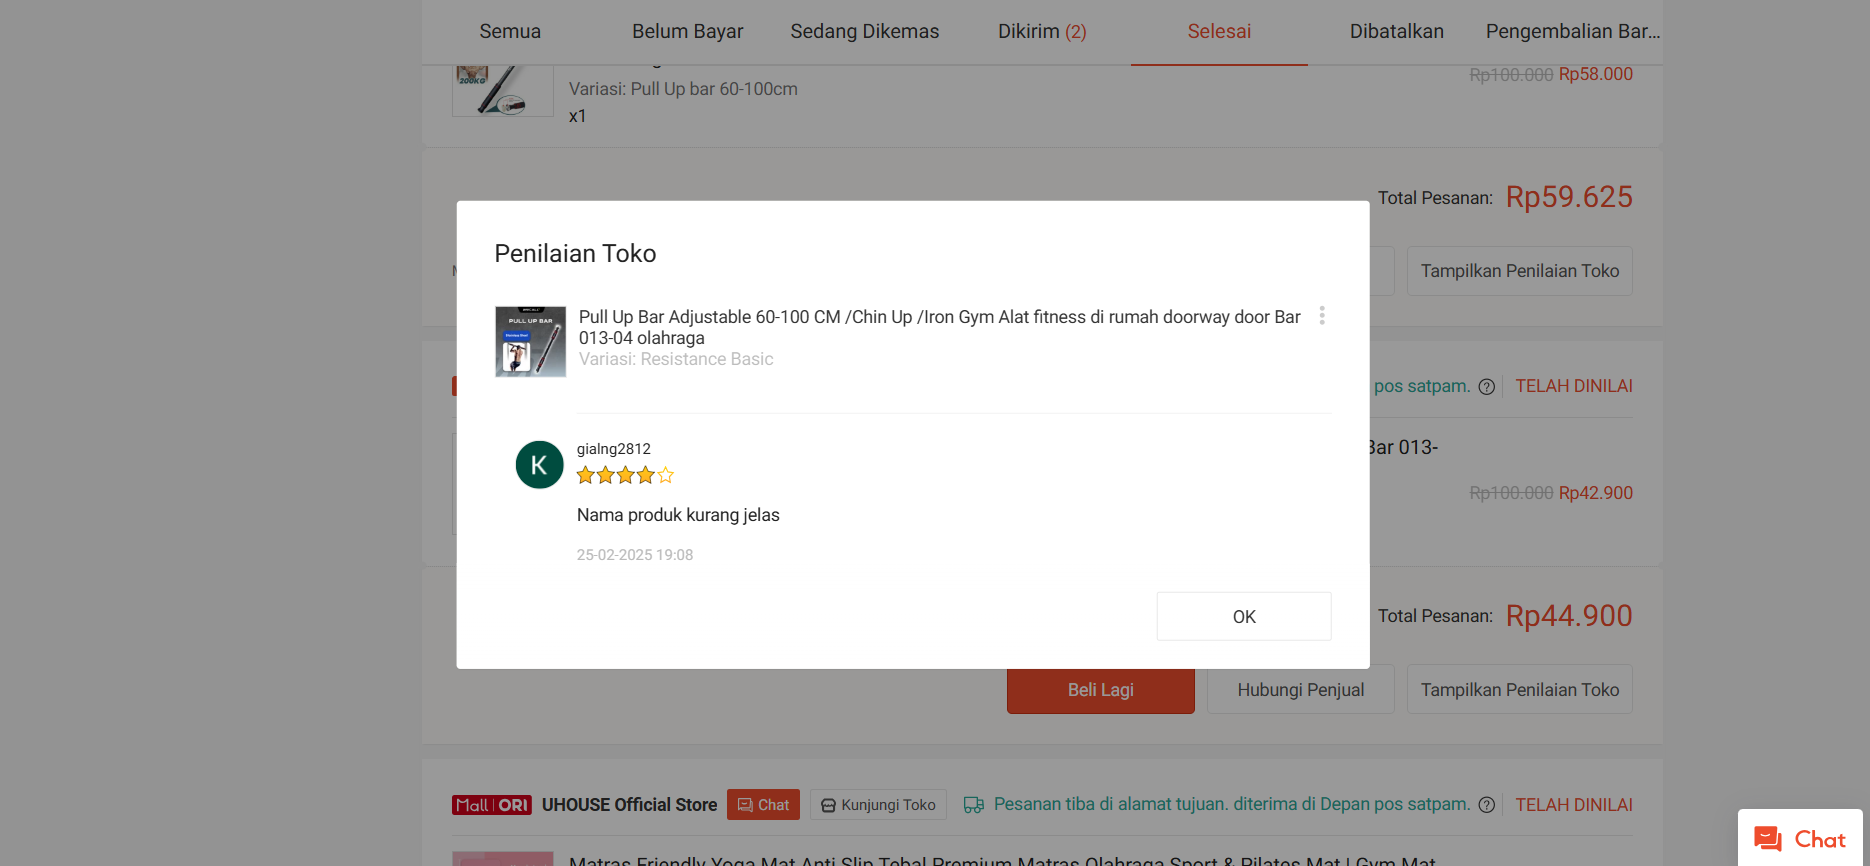 Semua Belum Bayar Sedang Dikemas Dikirim (2) Selesai Dibatalkan Pengembalian Bar...
200KG
Variasi: Pull Up bar 60-100cm
x1
Rp100.000 Rp58.000
Total Pesanan: Rp59.625
Tampilkan Penilaian Toko
Penilaian Toko
PULL UP BAR
Pull Up Bar Adjustable 60-100 CM /Chin Up /Iron Gym Alat fitness di rumah doorway door Bar
013-04 olahraga
Variasi: Resistance Basic
pos satpam. TELAH DINILAI
Bar 013-
Rp100.000 Rp42.900
K
gialng2812
Nama produk kurang jelas
25-02-2025 19:08
OK
Total Pesanan: Rp44.900
Beli Lagi Hubungi Penjual Tampilkan Penilaian Toko
Mall | ORI UHOUSE Official Store Chat Kunjungi Toko Pesanan tiba di alamat tujuan. diterima di Depan pos satpam. TELAH DINILAI
Matras Friendly Yoga Mat Anti Slip Tebal Premium Matras Olahraga Sport & Pilates Mat | Gym Mat
Chat